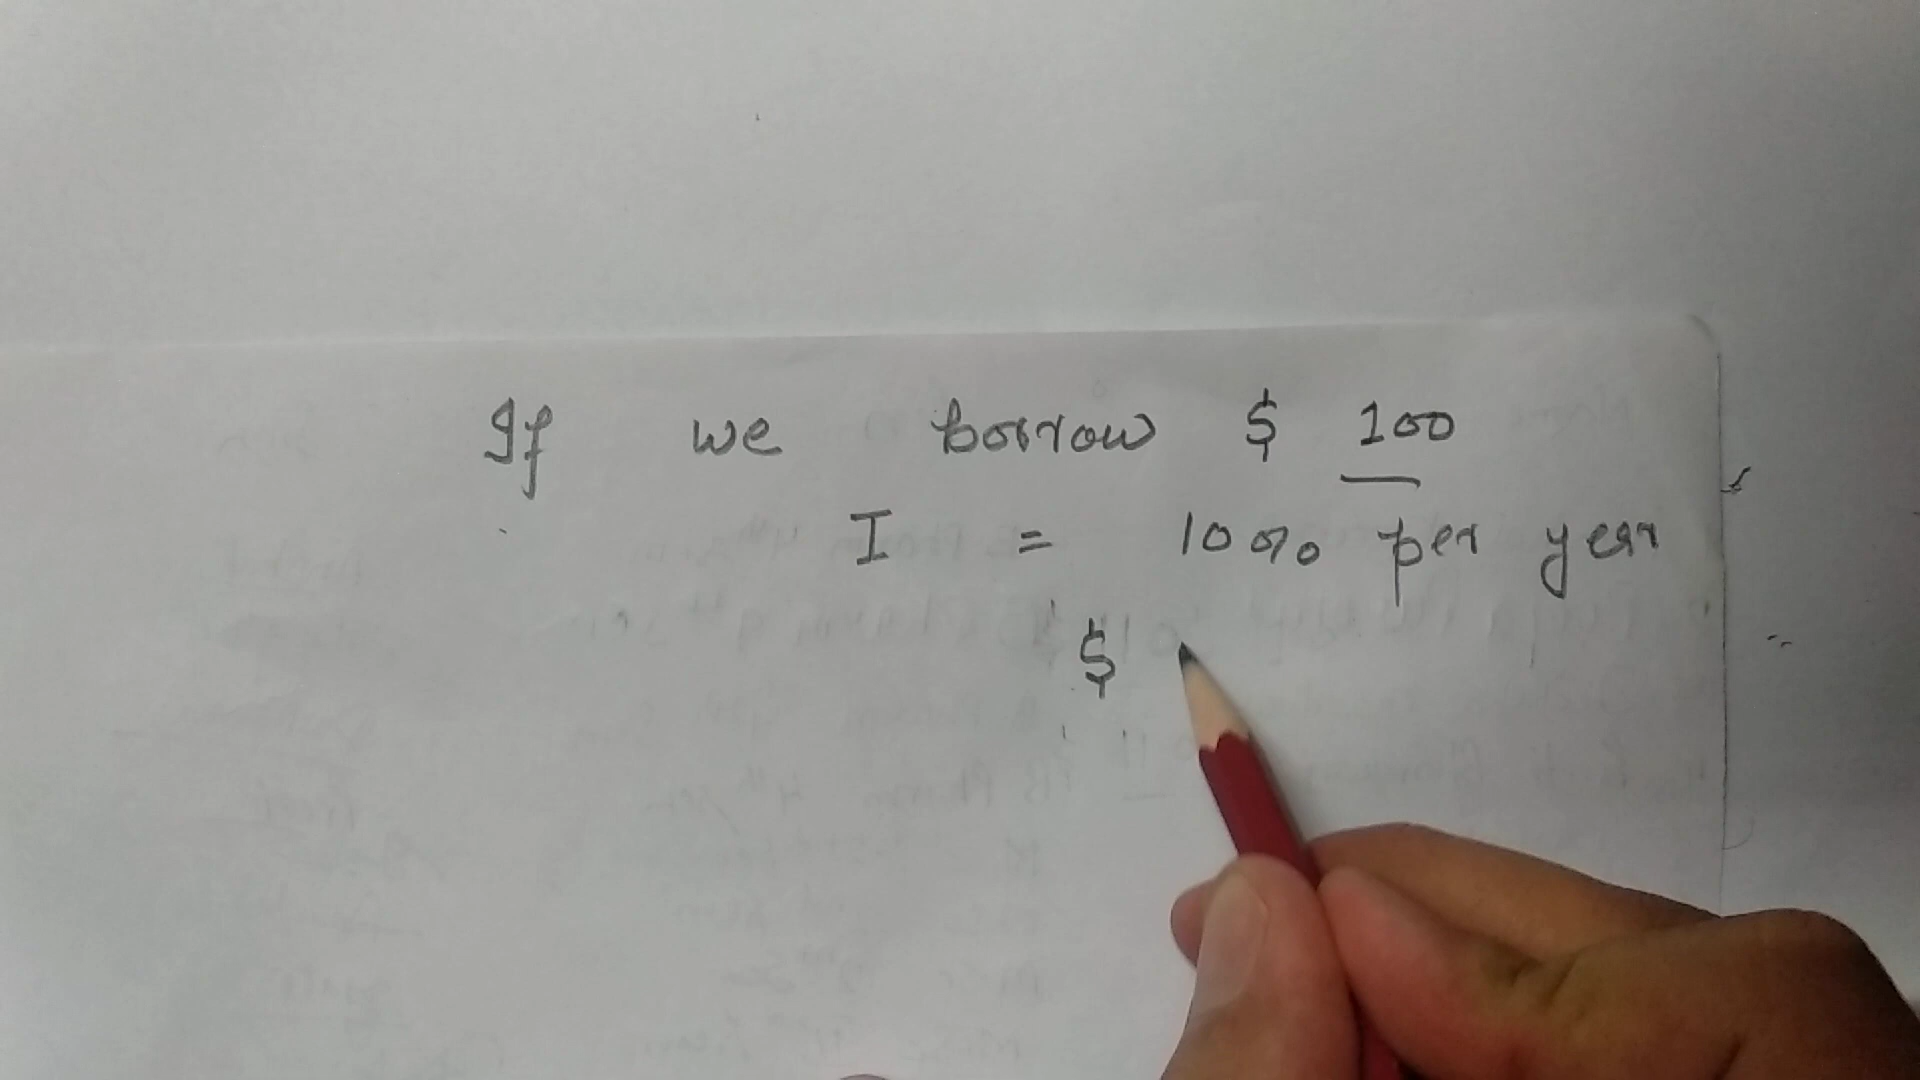 If we borrow $ 100
I = 10% per year
$